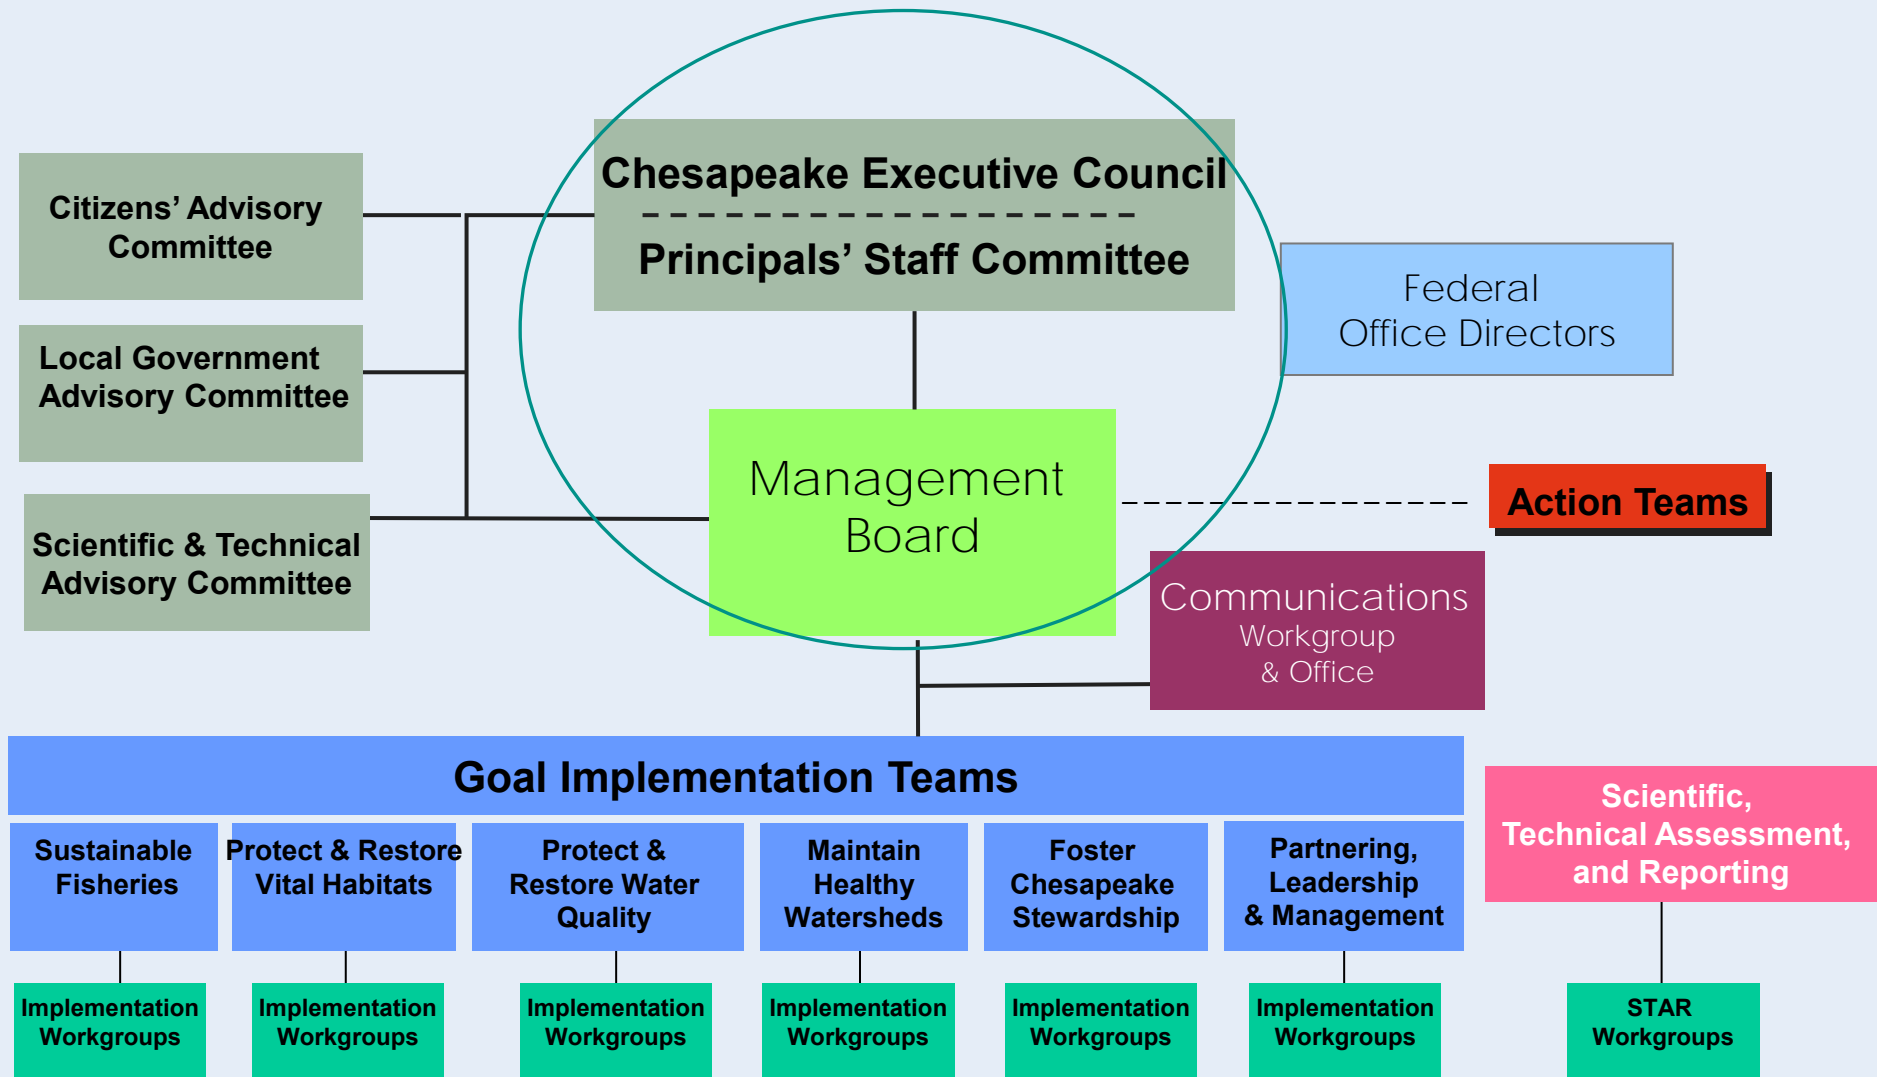 Chesapeake Executive Council
Principals’ Staff Committee
Citizens’ Advisory
Committee
Local Government
Advisory Committee
Scientific & Technical
Advisory Committee
Federal
Office Directors
Management
Board
Action Teams
Communications
Workgroup
& Office
Goal Implementation Teams
Sustainable
Fisheries
Protect & Restore
Vital Habitats
Protect &
Restore Water
Quality
Maintain
Healthy
Watersheds
Foster
Chesapeake
Stewardship
Partnering,
Leadership
& Management
Scientific,
Technical Assessment,
and Reporting
Implementation
Workgroups
Implementation
Workgroups
Implementation
Workgroups
Implementation
Workgroups
Implementation
Workgroups
Implementation
Workgroups
STAR
Workgroups